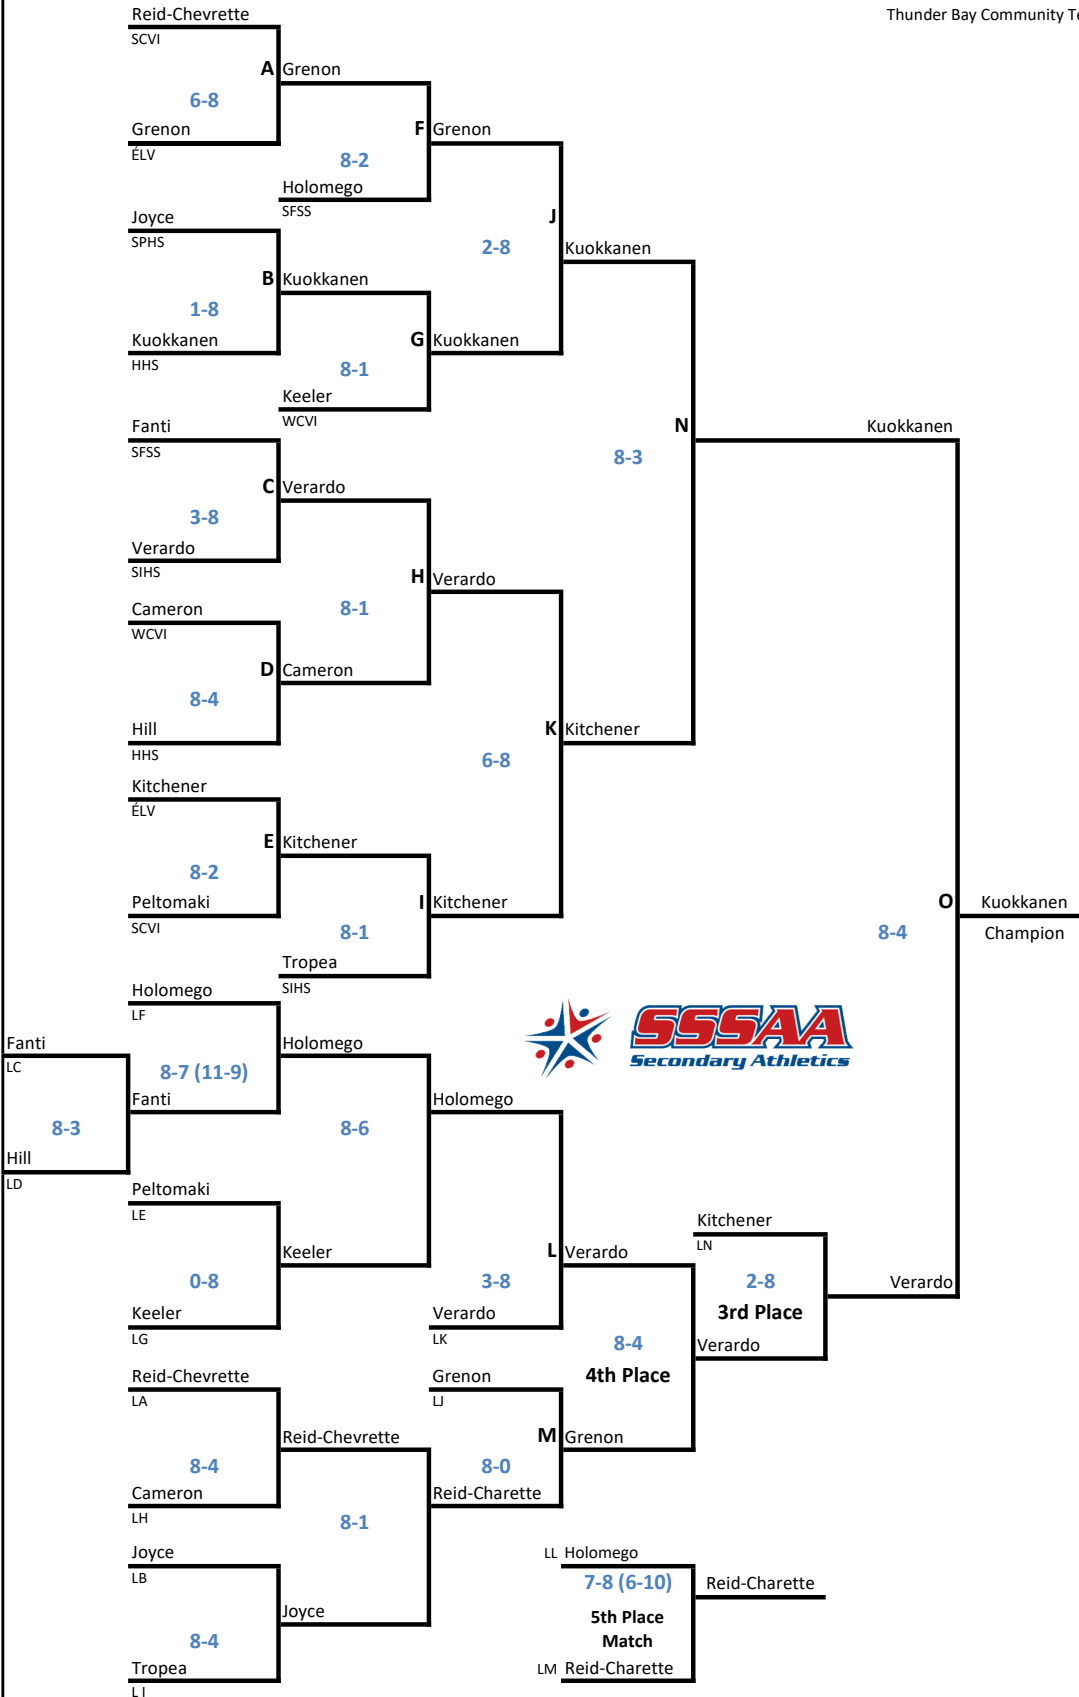 Reid-Chevrette
Thunder Bay Community Te
SCVI
A Grenon
6-8
Grenon
F Grenon
ÉLV
8-2
Holomego
SFSS
Joyce
J
SPHS
2-8
Kuokkanen
B Kuokkanen
1-8
Kuokkanen
G Kuokkanen
HHS
8-1
Keeler
WCVI
Fanti
N
Kuokkanen
SFSS
8-3
C Verardo
3-8
Verardo
SIHS
H Verardo
8-1
Cameron
WCVI
D Cameron
8-4
Hill
K Kitchener
HHS
6-8
Kitchener
ÉLV
E Kitchener
8-2
Peltomaki
I Kitchener
O Kuokkanen
SCVI
8-1
8-4
Champion
Tropea
SIHS
Holomego
LF
SSSAA
Secondary Athletics
Fanti
Holomego
LC
8-7 (11-9)
Fanti
Holomego
8-3
8-6
Hill
LD
Peltomaki
LE
Kitchener
LN
Keeler
L Verardo
0-8
3-8
2-8
Verardo
Keeler
Verardo
3rd Place
LG
LK
8-4
Verardo
Reid-Chevrette
Grenon
4th Place
LA
LJ
Reid-Chevrette
M Grenon
8-4
8-0
Cameron
Reid-Charette
LH
8-1
Joyce
LL Holomego
LB
7-8 (6-10)
Reid-Charette
Joyce
5th Place
Match
8-4
Tropea
LM Reid-Charette
LI